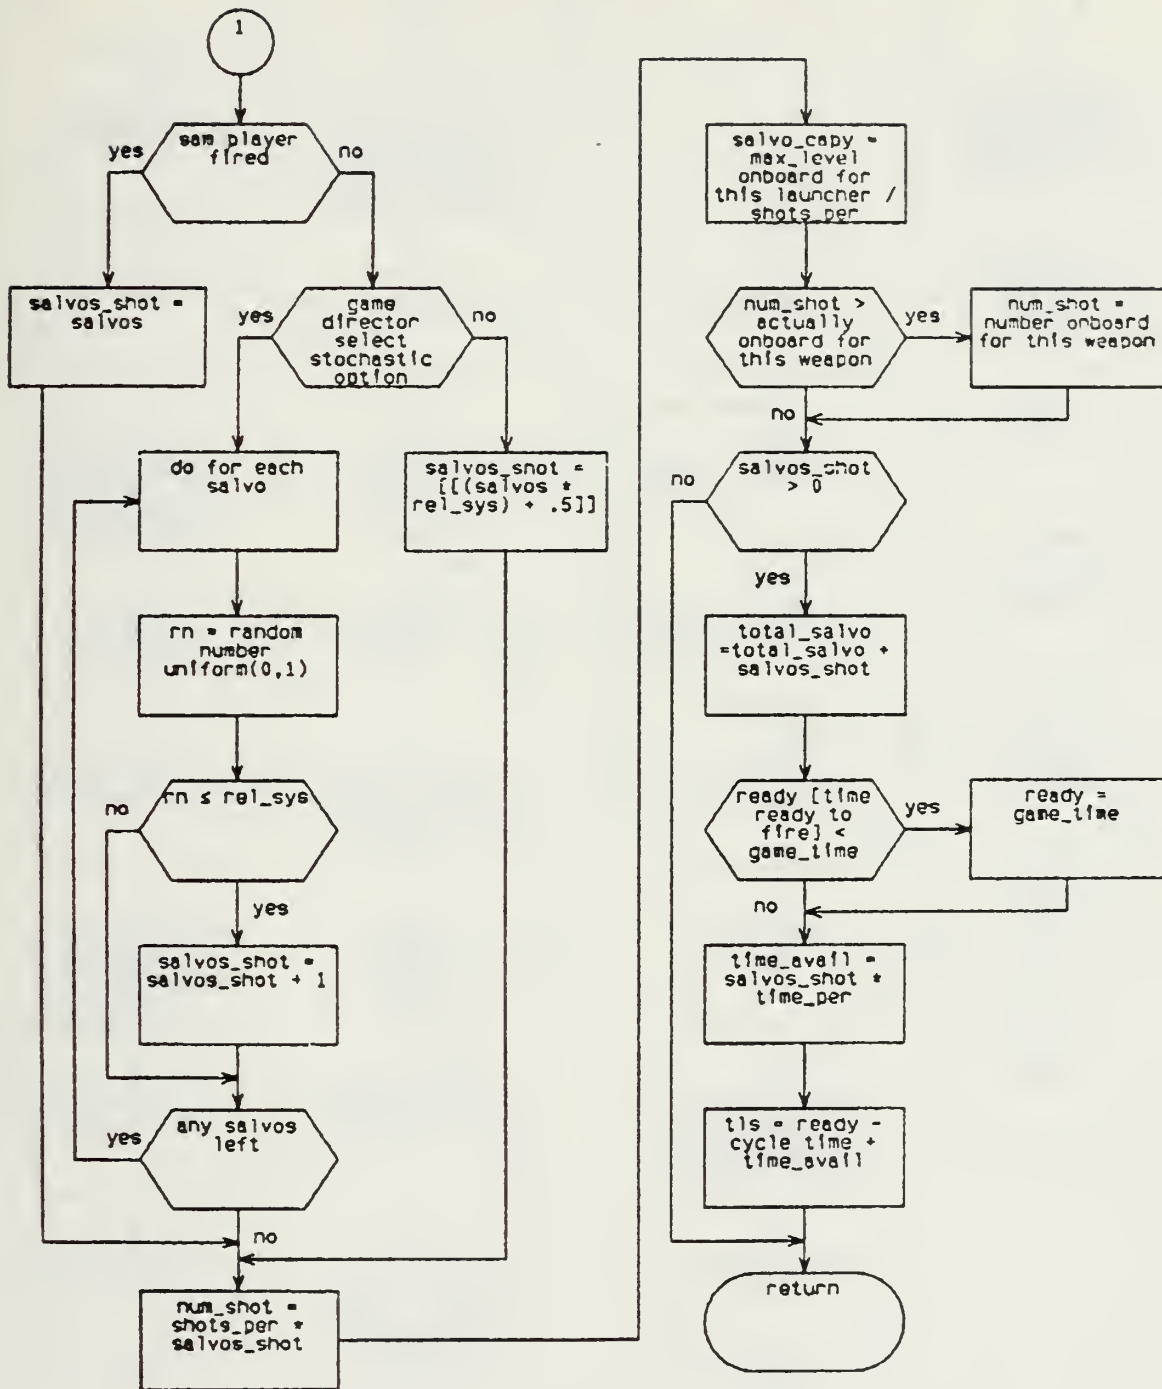 1
sam player
fired
yes
no
salvos_shot =
salvos
game
director
select
stochastic
option
yes
no
do for each
salvo
salvos_shot =
[[(salvos *
rel_sys) + .5]]
rn = random
number
uniform(0,1)
rn ≤ rel_sys
no
yes
salvos_shot =
salvos_shot + 1
any salvos
left
yes
no
num_shot =
shots_per *
salvos_shot
salvo_capy =
max_level
onboard for
this launcher /
shots_per
num_shot >
actually
onboard for
this weapon
yes
num_shot =
number onboard
for this weapon
no
salvos_shot
> 0
no
yes
total_salvo
=total_salvo +
salvos_shot
ready [time
ready to
fire] <
game_time
yes
ready =
game_time
no
time_avail =
salvos_shot *
time_per
tls = ready -
cycle time +
time_avail
return